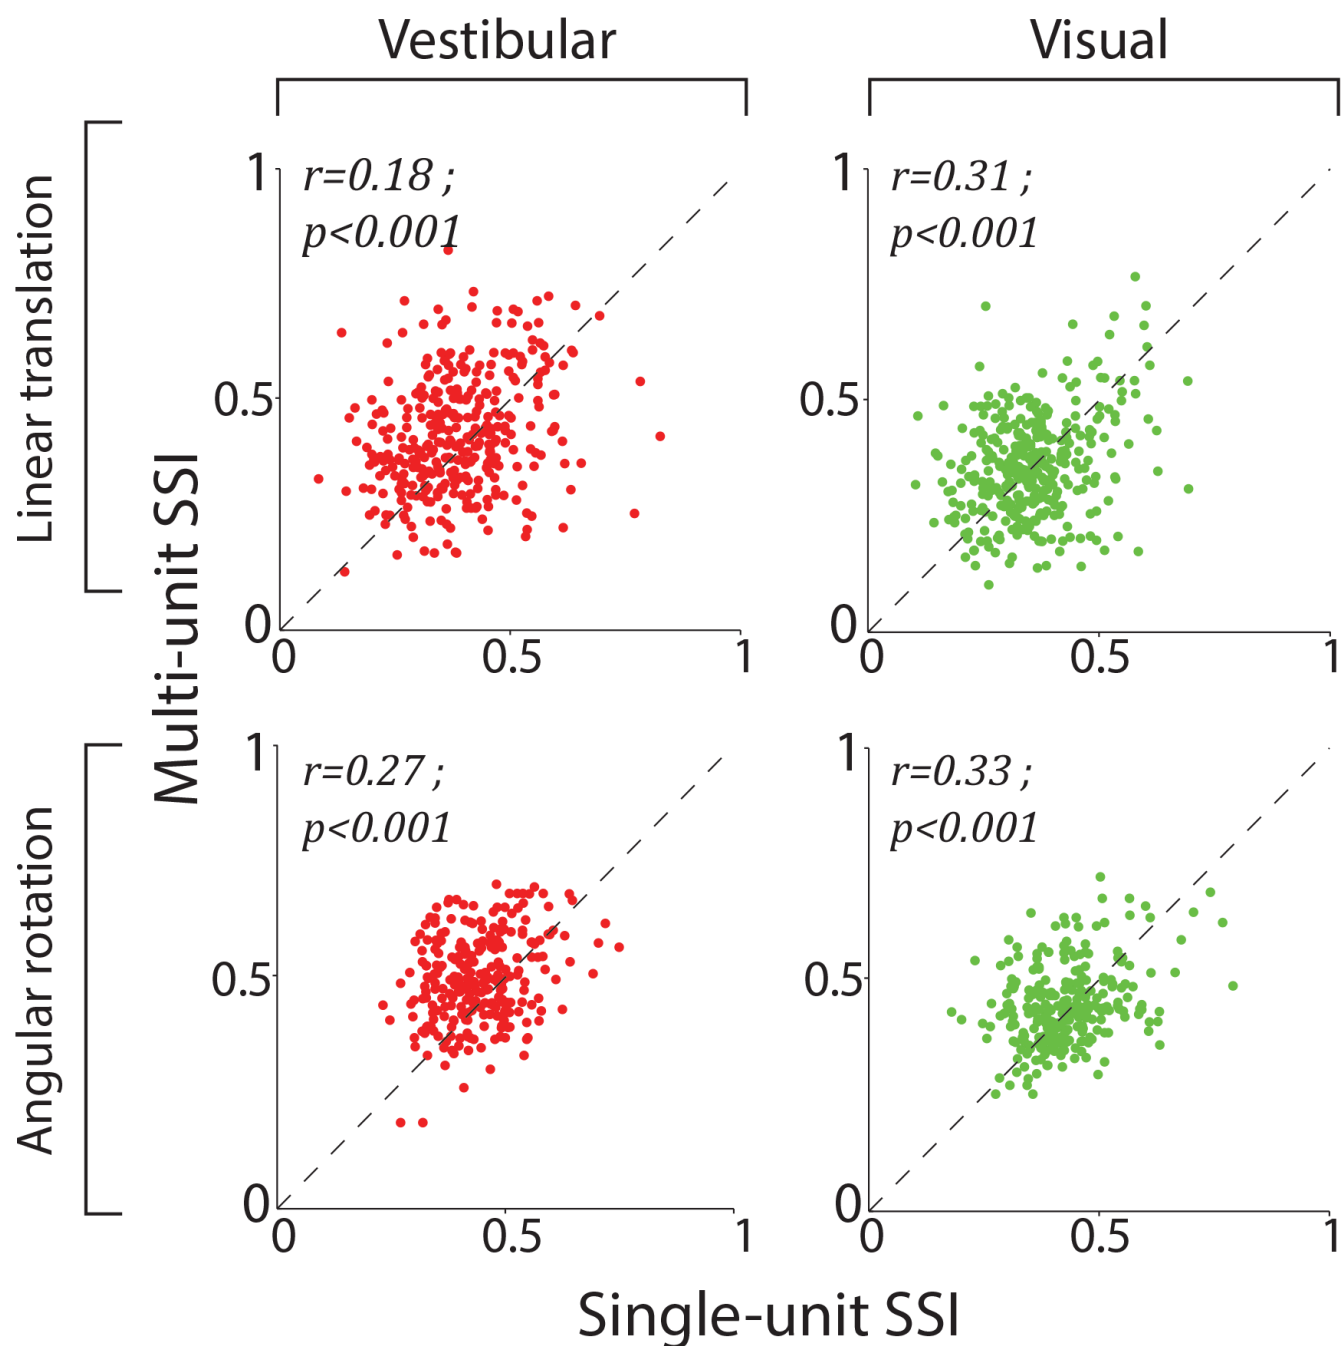 Vestibular
Visual
Linear translation
Angular rotation
Multi-unit SSI
1
r=0.18 ;
p<0.001
0.5
0
0
0.5
1
1
r=0.31 ;
p<0.001
0.5
0
0
0.5
1
1
r=0.27 ;
p<0.001
0.5
0
0
0.5
1
1
r=0.33 ;
p<0.001
0.5
0
0
0.5
1
Single-unit SSI